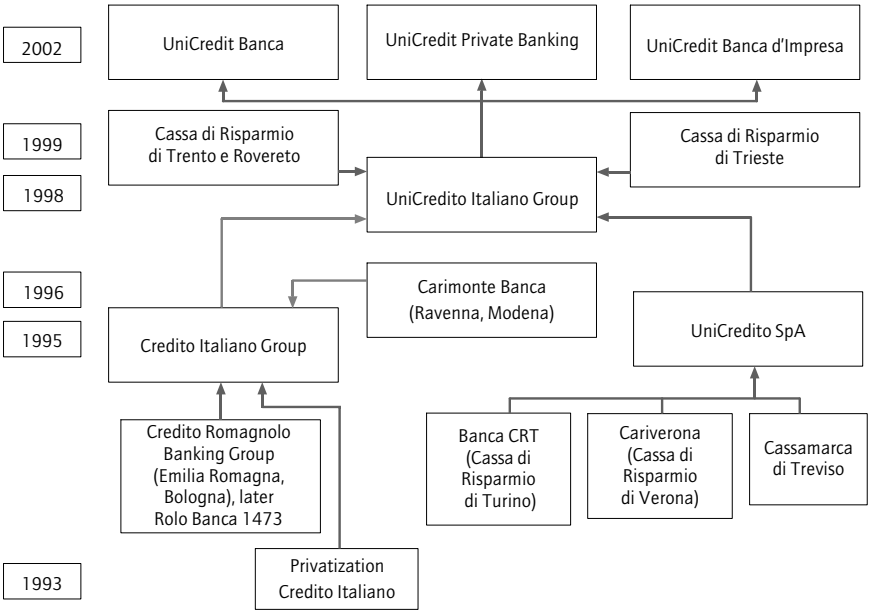 2002
UniCredit Banca
UniCredit Private Banking
UniCredit Banca d'Impresa
1999
Cassa di Risparmio
di Trento e Rovereto
Cassa di Risparmio
di Trieste
1998
UniCredito Italiano Group
1996
Carimonte Banca
(Ravenna, Modena)
1995
Credito Italiano Group
UniCredito SpA
Credito Romagnolo
Banking Group
(Emilia Romagna,
Bologna), later
Rolo Banca 1473
Banca CRT
(Cassa di
Risparmio
di Turino)
Cariverona
(Cassa di
Risparmio
di Verona)
Cassamarca
di Treviso
1993
Privatization
Credito Italiano